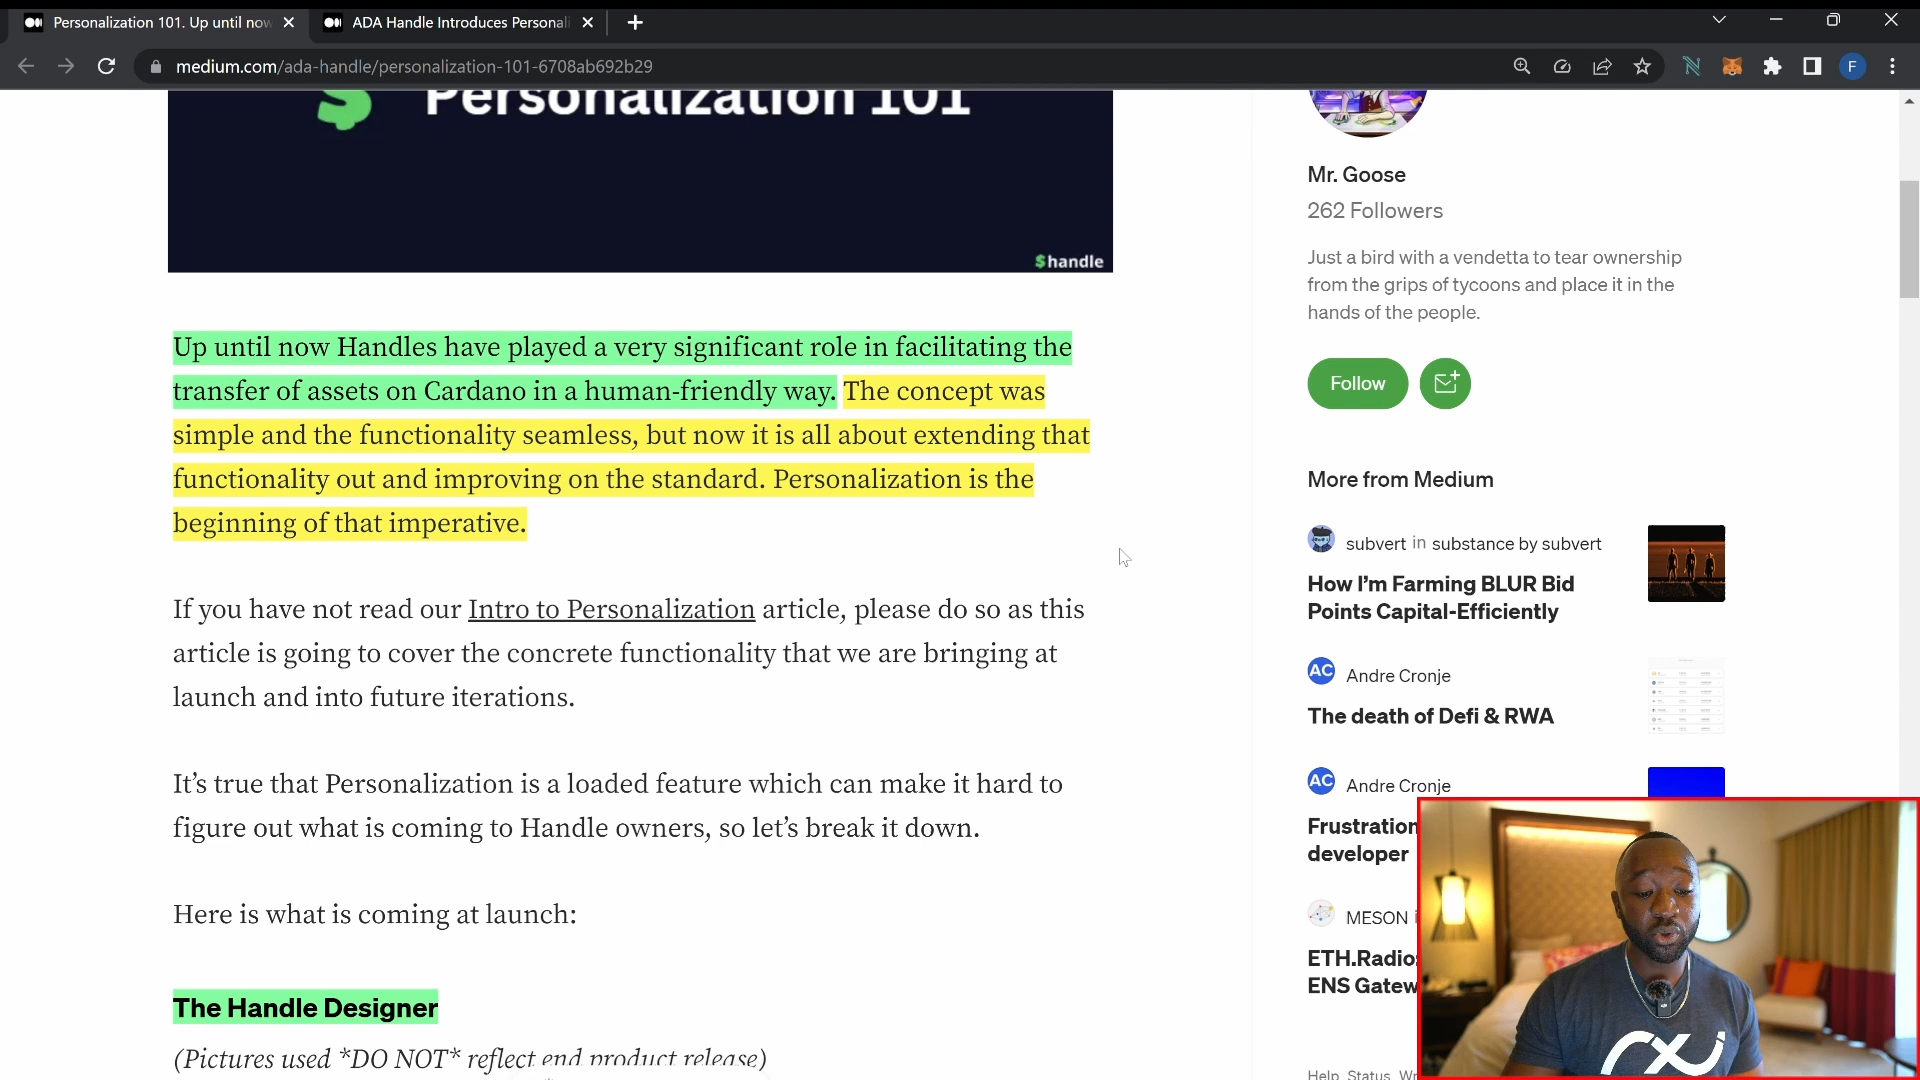 Personalization 101. Up until now
ADA Handle Introduces Personal
medium.com/ada-handle/personalization-101-6708ab692b29
F
Personalization 101
$handle
Up until now Handles have played a very significant role in facilitating the
transfer of assets on Cardano in a human-friendly way. The concept was
simple and the functionality seamless, but now it is all about extending that
functionality out and improving on the standard. Personalization is the
beginning of that imperative.
If you have not read our Intro to Personalization article, please do so as this
article is going to cover the concrete functionality that we are bringing at
launch and into future iterations.
It’s true that Personalization is a loaded feature which can make it hard to
figure out what is coming to Handle owners, so let’s break it down.
Here is what is coming at launch:
The Handle Designer
(Pictures used *DO NOT* reflect end product release)
Mr. Goose
262 Followers
Just a bird with a vendetta to tear ownership
from the grips of tycoons and place it in the
hands of the people.
Follow
More from Medium
subvert in substance by subvert
How I’m Farming BLUR Bid
Points Capital-Efficiently
AC Andre Cronje
The death of Defi & RWA
AC Andre Cronje
Frustration
developer
MESON
ETH.Radio:
ENS Gatew
Help Status Wr